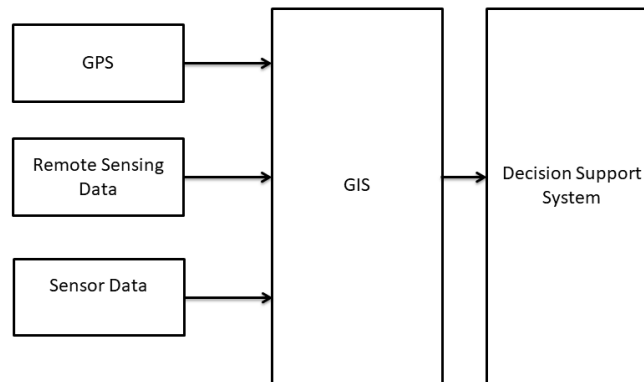 GPS
Remote Sensing
Data
Sensor Data
GIS
Decision Support
System